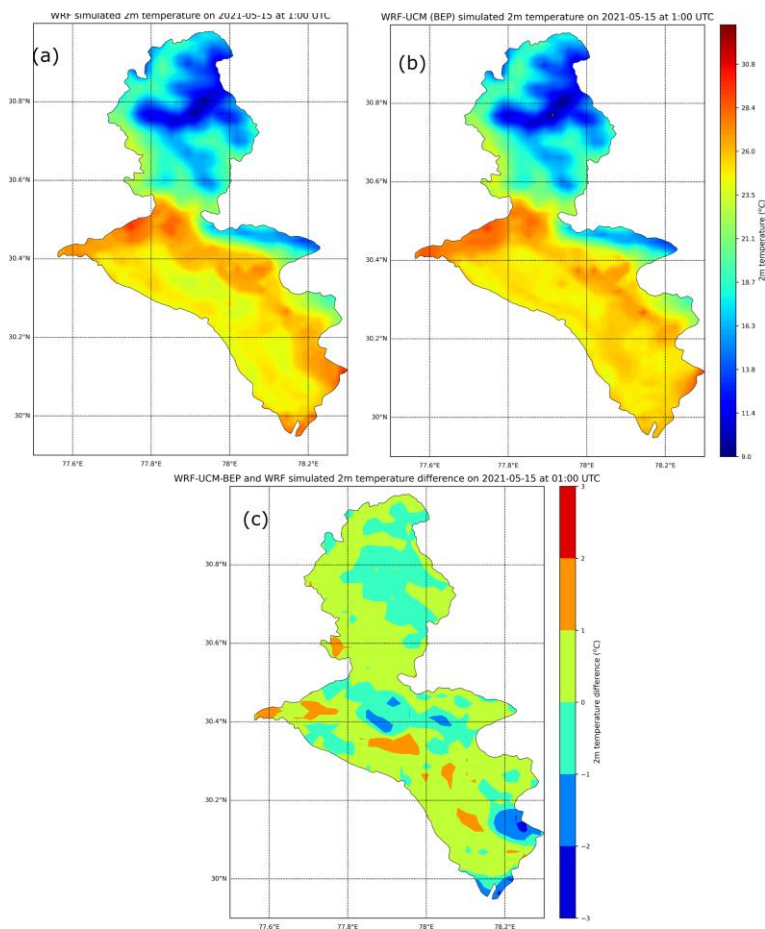 WRF simulated 2m temperature on 2021-05-15 at 1:00 UTC
(a)
30.8°N
30.6°N
30.4°N
30.2°N
30°N
77.6°E 77.8°E 78°E 78.2°E
WRF-UCM (BEP) simulated 2m temperature on 2021-05-15 at 1:00 UTC
(b)
30.8°N
30.6°N
30.4°N
30.2°N
30°N
77.6°E 77.8°E 78°E 78.2°E
30.8
28.4
26.0
23.5
21.1
18.7
16.3
13.8
11.4
9.0
2m temperature (°C)
WRF-UCM-BEP and WRF simulated 2m temperature difference on 2021-05-15 at 01:00 UTC
(c)
30.8°N
30.6°N
30.4°N
30.2°N
30°N
77.6°E 77.8°E 78°E 78.2°E
3
2
1
0
−1
−2
−3
2m temperature difference (°C)